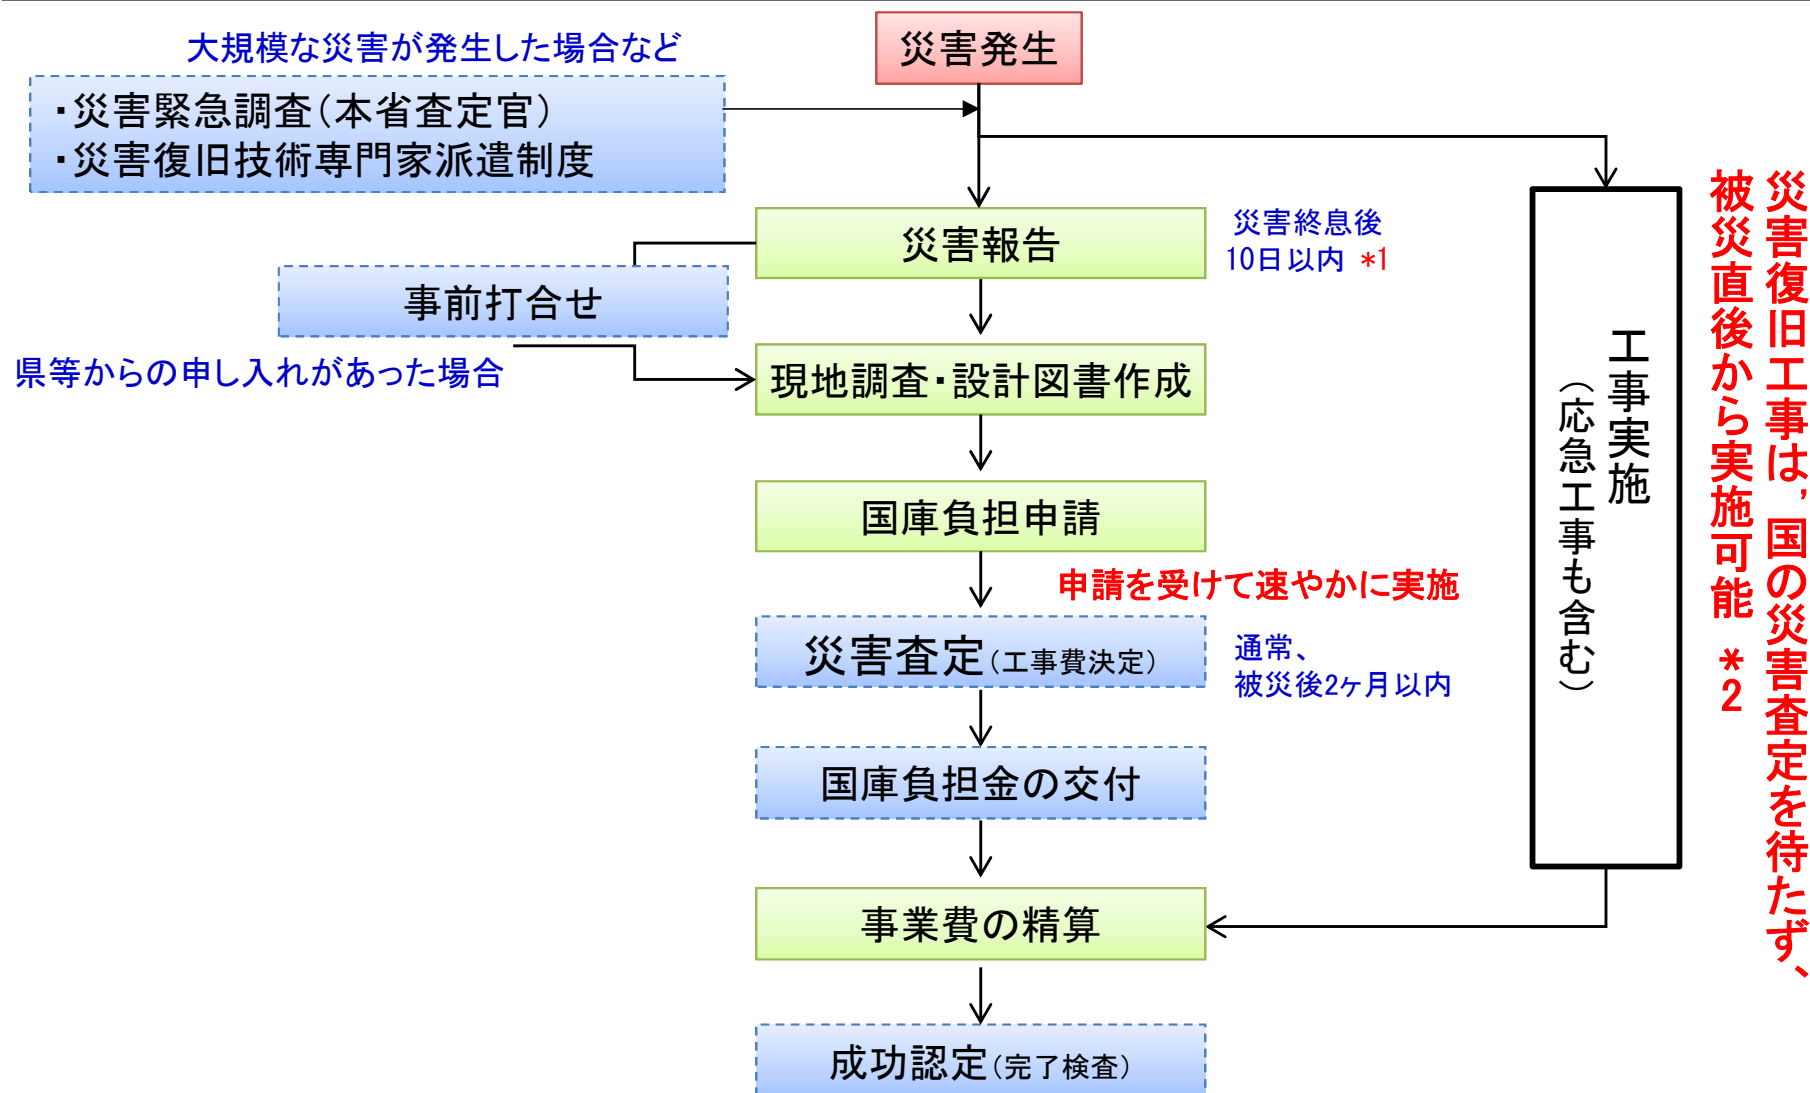 災害発生
大規模な災害が発生した場合など
・災害緊急調査（本省査定官）
・災害復旧技術専門家派遣制度
災害報告
災害終息後
10日以内 *1
事前打合せ
県等からの申し入れがあった場合
現地調査・設計図書作成
国庫負担申請
申請を受けて速やかに実施
災害査定（工事費決定）
通常、
被災後2ヶ月以内
国庫負担金の交付
事業費の精算
成功認定（完了検査）
工事実施
（応急工事も含む）
災害復旧工事は，国の災害査定を待たず、
被災直後から実施可能 *2